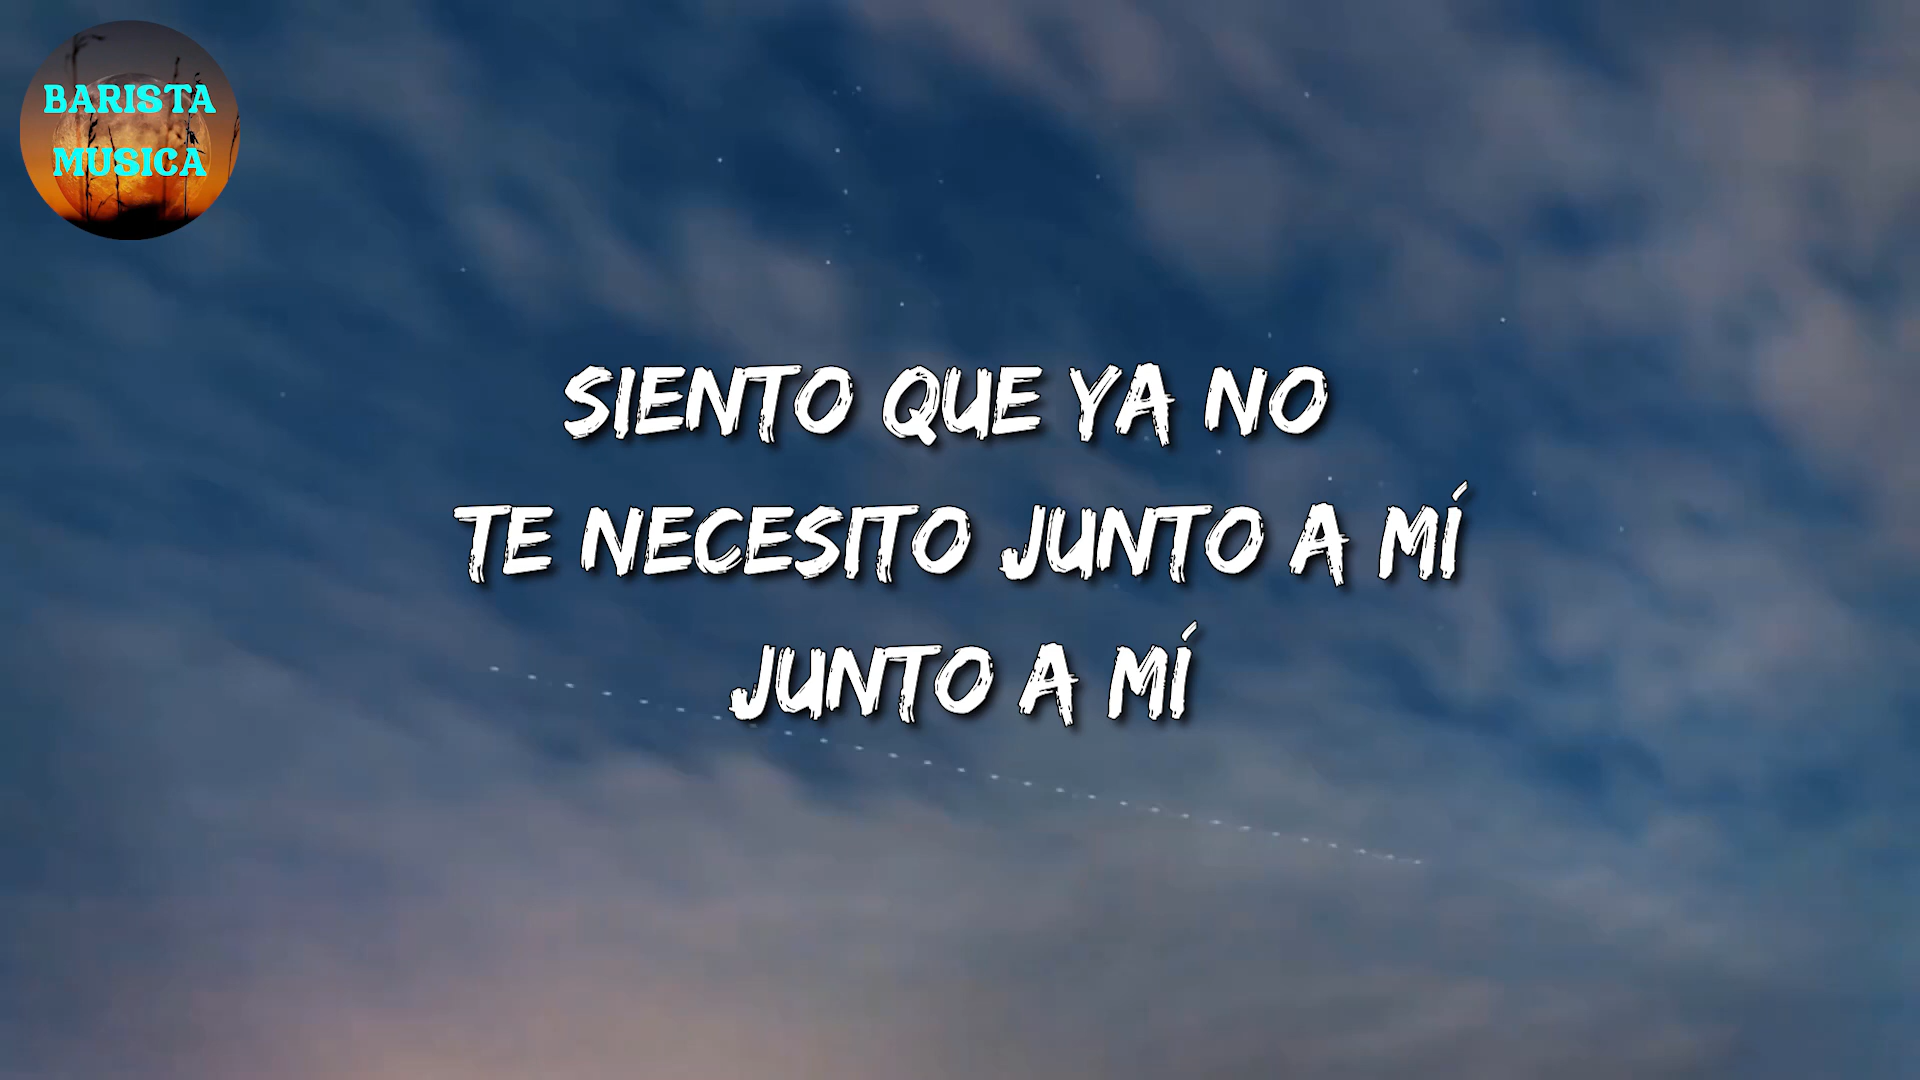 BARISTA
MUSICA
SIENTO QUE YA NO
TE NECESITO JUNTO A MÍ
JUNTO A MÍ